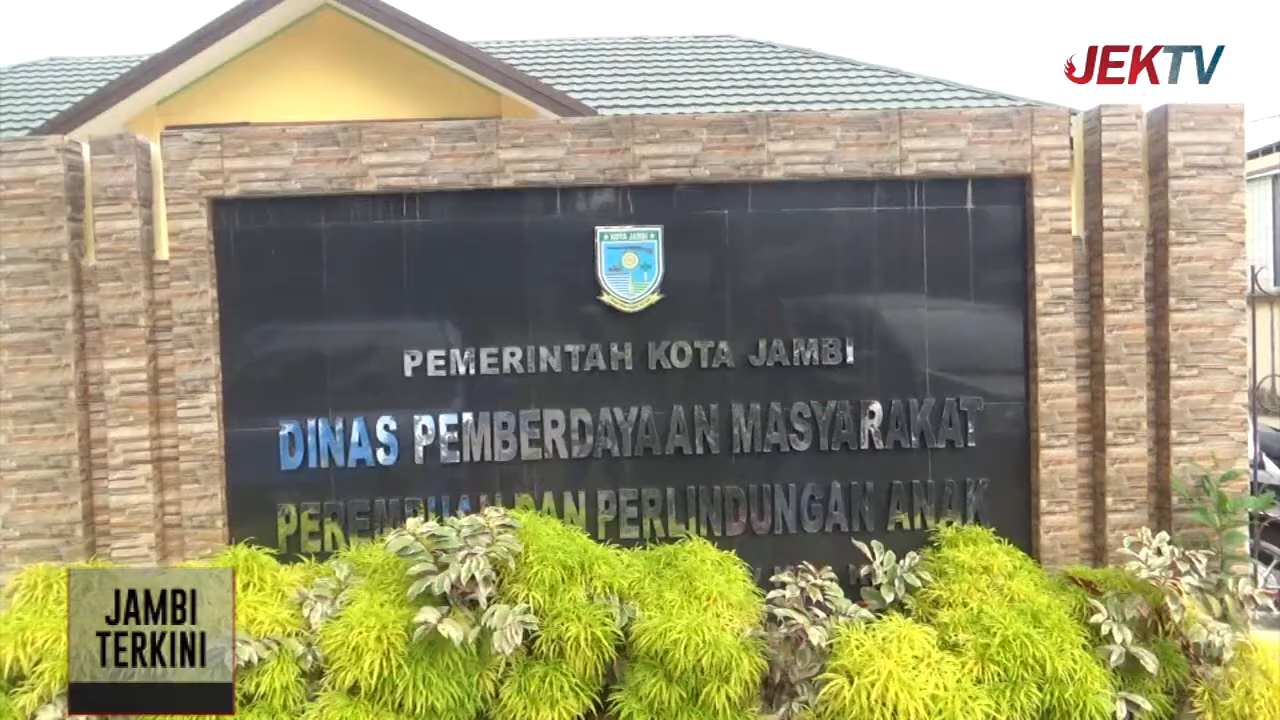 JEKTV
KOTA JAMBI
PEMERINTAH KOTA JAMBI
DINAS PEMBERDAYAAN MASYARAKAT
PEREMPUAN DAN PERLINDUNGAN ANAK
JAMBI
TERKINI